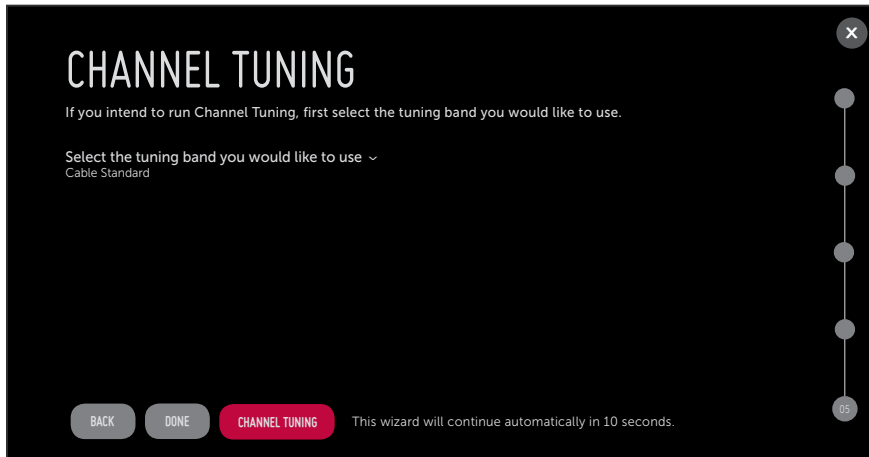 X
CHANNEL TUNING
If you intend to run Channel Tuning, first select the tuning band you would like to use.
Select the tuning band you would like to use
Cable Standard
BACK DONE CHANNEL TUNING This wizard will continue automatically in 10 seconds.
05